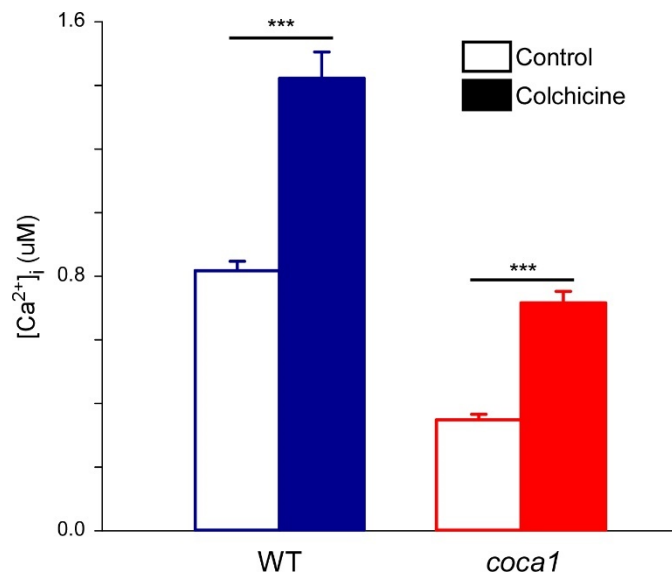 1.6
***
Control
Colchicine
0.8
***
[Ca²⁺]ᵢ (uM)
0.0
WT
coca1